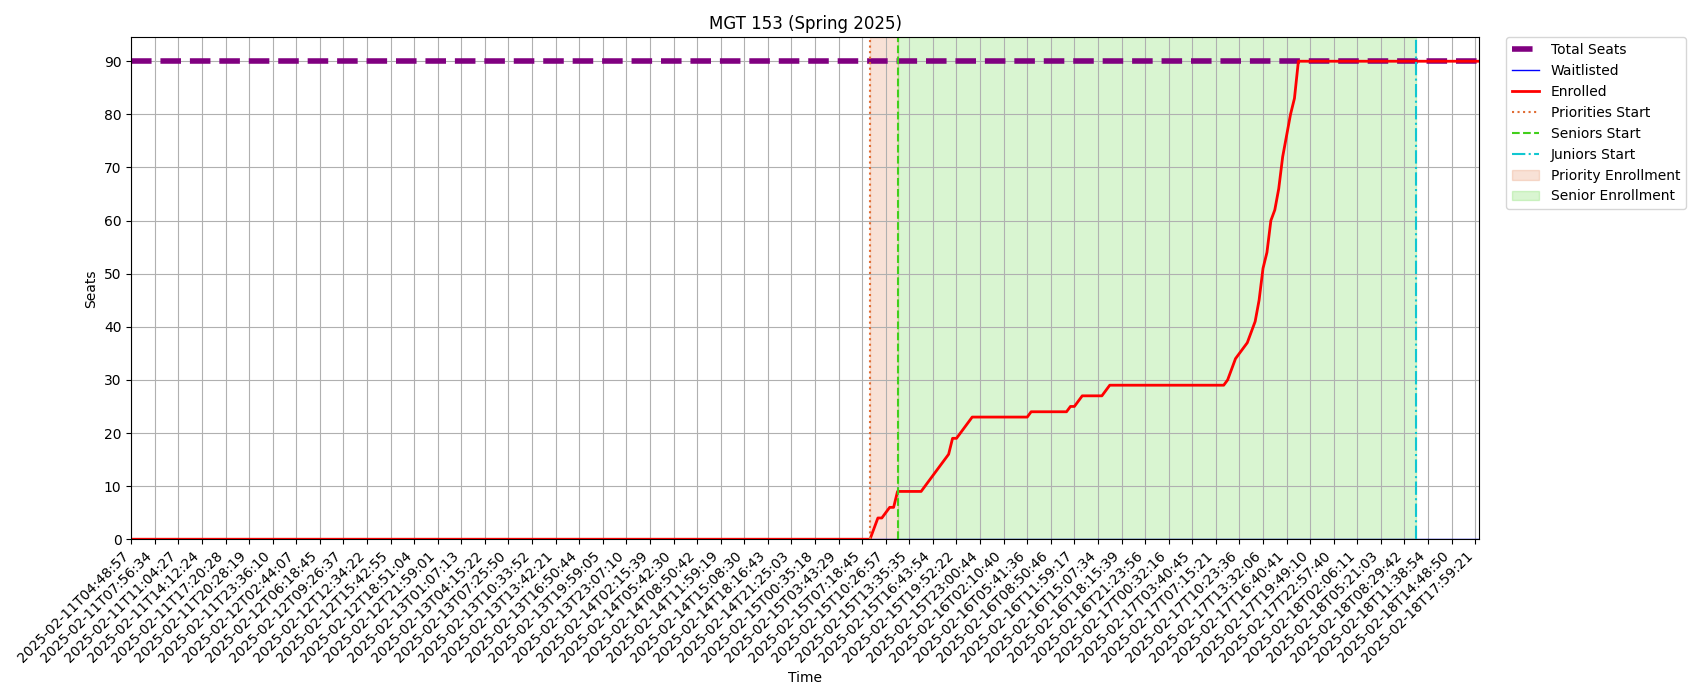 MGT 153 (Spring 2025)
Total Seats
Waitlisted
Enrolled
Priorities Start
Seniors Start
Juniors Start
Priority Enrollment
Senior Enrollment
Seats
90
80
70
60
50
40
30
20
10
0
2025-02-11T04:48:57
2025-02-11T07:56:34
2025-02-11T11:04:27
2025-02-11T14:12:24
2025-02-11T17:20:28
2025-02-11T20:28:19
2025-02-11T23:36:10
2025-02-12T02:44:07
2025-02-12T06:18:45
2025-02-12T09:26:37
2025-02-12T12:34:22
2025-02-12T15:42:55
2025-02-12T18:51:04
2025-02-12T21:59:01
2025-02-13T01:07:13
2025-02-13T04:15:22
2025-02-13T07:25:50
2025-02-13T10:33:52
2025-02-13T13:42:21
2025-02-13T16:50:44
2025-02-13T19:59:05
2025-02-13T23:07:10
2025-02-14T02:15:39
2025-02-14T05:42:30
2025-02-14T08:50:42
2025-02-14T11:59:19
2025-02-14T15:08:30
2025-02-14T18:16:43
2025-02-14T21:25:03
2025-02-15T00:35:18
2025-02-15T03:43:29
2025-02-15T07:18:45
2025-02-15T10:26:57
2025-02-15T13:35:35
2025-02-15T16:43:54
2025-02-15T19:52:22
2025-02-15T23:00:44
2025-02-16T02:10:40
2025-02-16T05:41:36
2025-02-16T08:50:46
2025-02-16T11:59:17
2025-02-16T15:07:34
2025-02-16T18:15:39
2025-02-16T21:23:56
2025-02-17T00:32:16
2025-02-17T03:40:45
2025-02-17T07:15:21
2025-02-17T10:23:36
2025-02-17T13:32:06
2025-02-17T16:40:41
2025-02-17T19:49:10
2025-02-17T22:57:40
2025-02-18T02:06:11
2025-02-18T05:21:03
2025-02-18T08:29:42
2025-02-18T11:38:54
2025-02-18T14:48:50
2025-02-18T17:59:21
Time